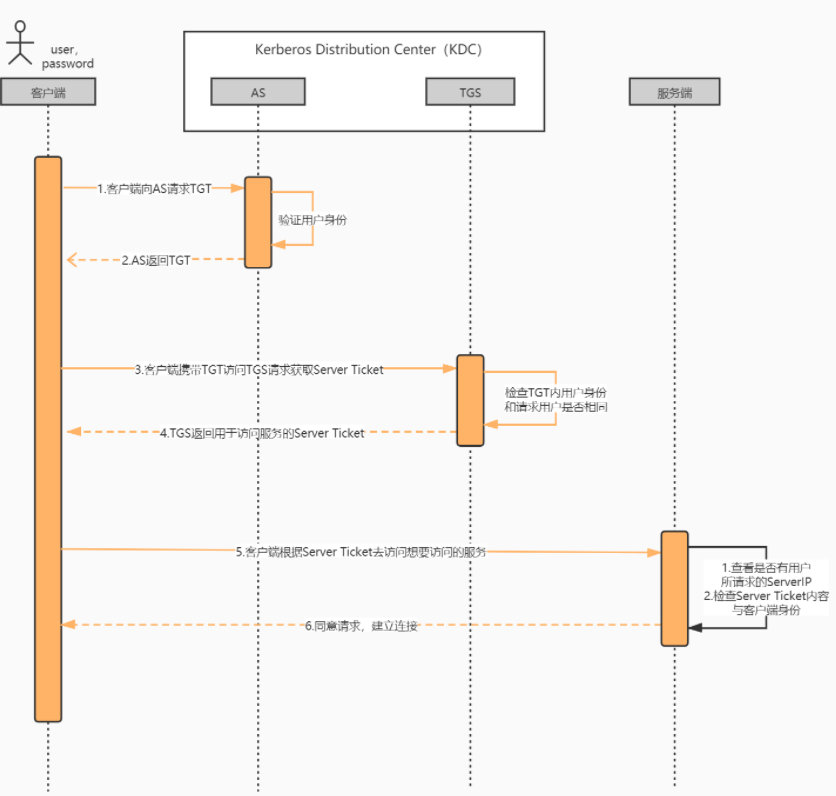 user,
password
Kerberos Distribution Center（KDC）
客户端
AS
TGS
服务端
1.客户端向AS请求TGT
验证用户身份
2.AS返回TGT
3.客户端携带TGT访问TGS请求获取Server Ticket
检查TGT内用户身份
和请求用户是否相同
4.TGS返回用于访问服务的Server Ticket
5.客户端根据Server Ticket去访问想要访问的服务
1.查看是否有用户
所请求的ServerIP
2.检查Server Ticket内容
与客户端身份
6.同意请求，建立连接